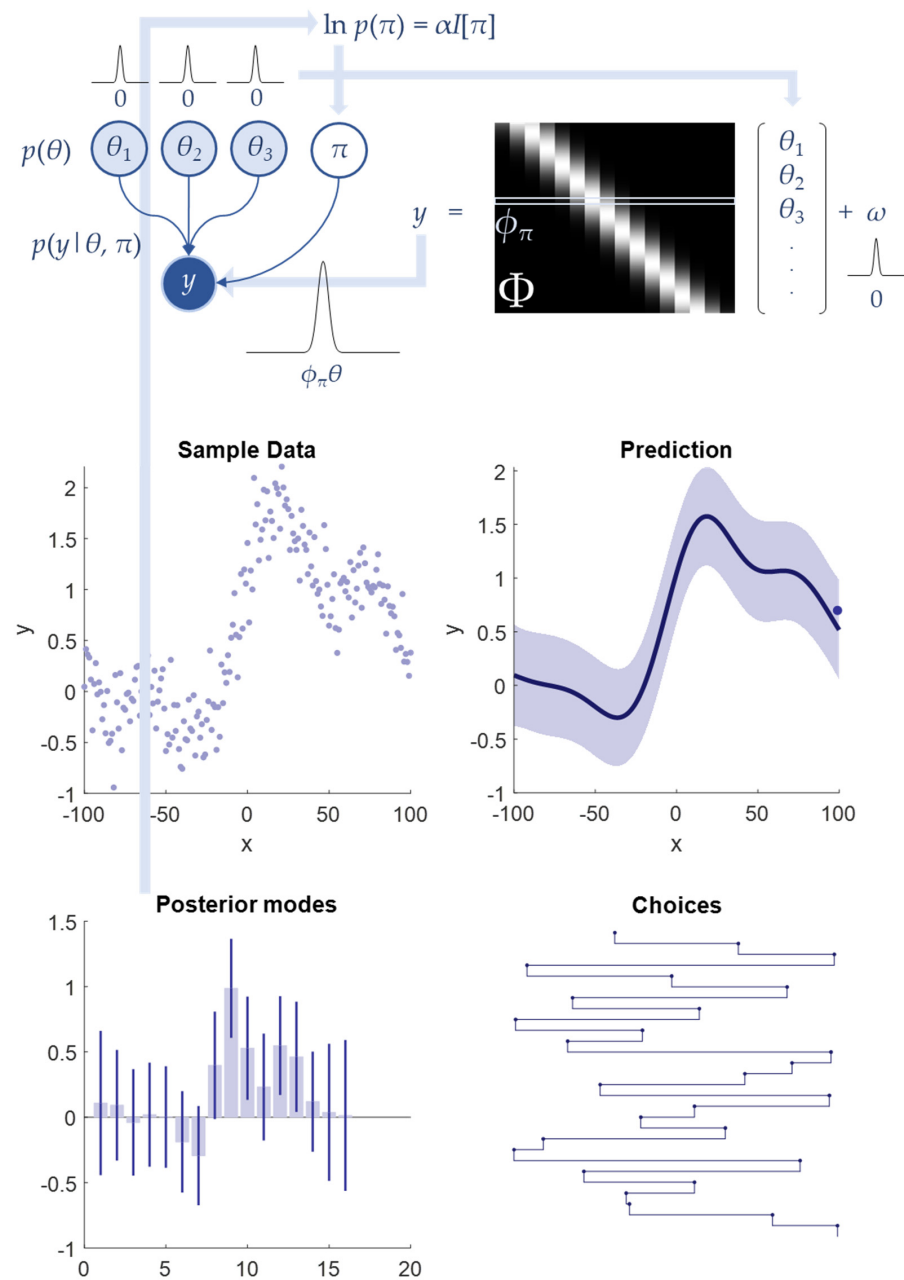 ln p(π) = αI[π]
0 0 0
p(θ) θ₁ θ₂ θ₃ π
p(y | θ, π)
y
ϕπθ
y = ϕπ Φ
θ₁
θ₂
θ₃
.
.
.
+ ω
0
Sample Data
2
1.5
1
0.5
0
-0.5
-1
y
-100 -50 0 50 100
x
Prediction
2
1.5
1
0.5
0
-0.5
-1
y
-100 -50 0 50 100
x
Posterior modes
1.5
1
0.5
0
-0.5
-1
0 5 10 15 20
Choices